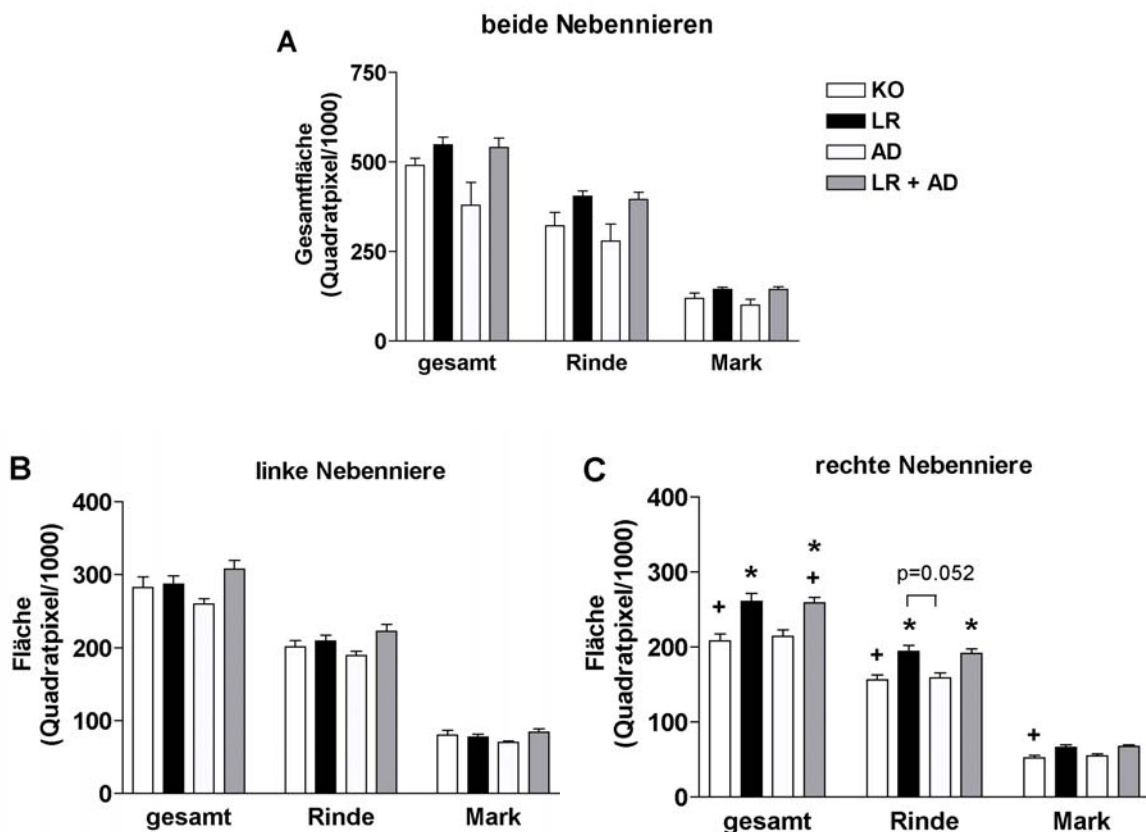 A
beide Nebennieren
Gesamtfläche
(Quadratpixel/1000)
750
500
250
0
gesamt Rinde Mark
KO
LR
AD
LR + AD
B
linke Nebenniere
Fläche
(Quadratpixel/1000)
400
300
200
100
0
gesamt Rinde Mark
C
rechte Nebenniere
Fläche
(Quadratpixel/1000)
400
300
200
100
0
*
p=0.052
+ * +
+ * *
+
gesamt Rinde Mark